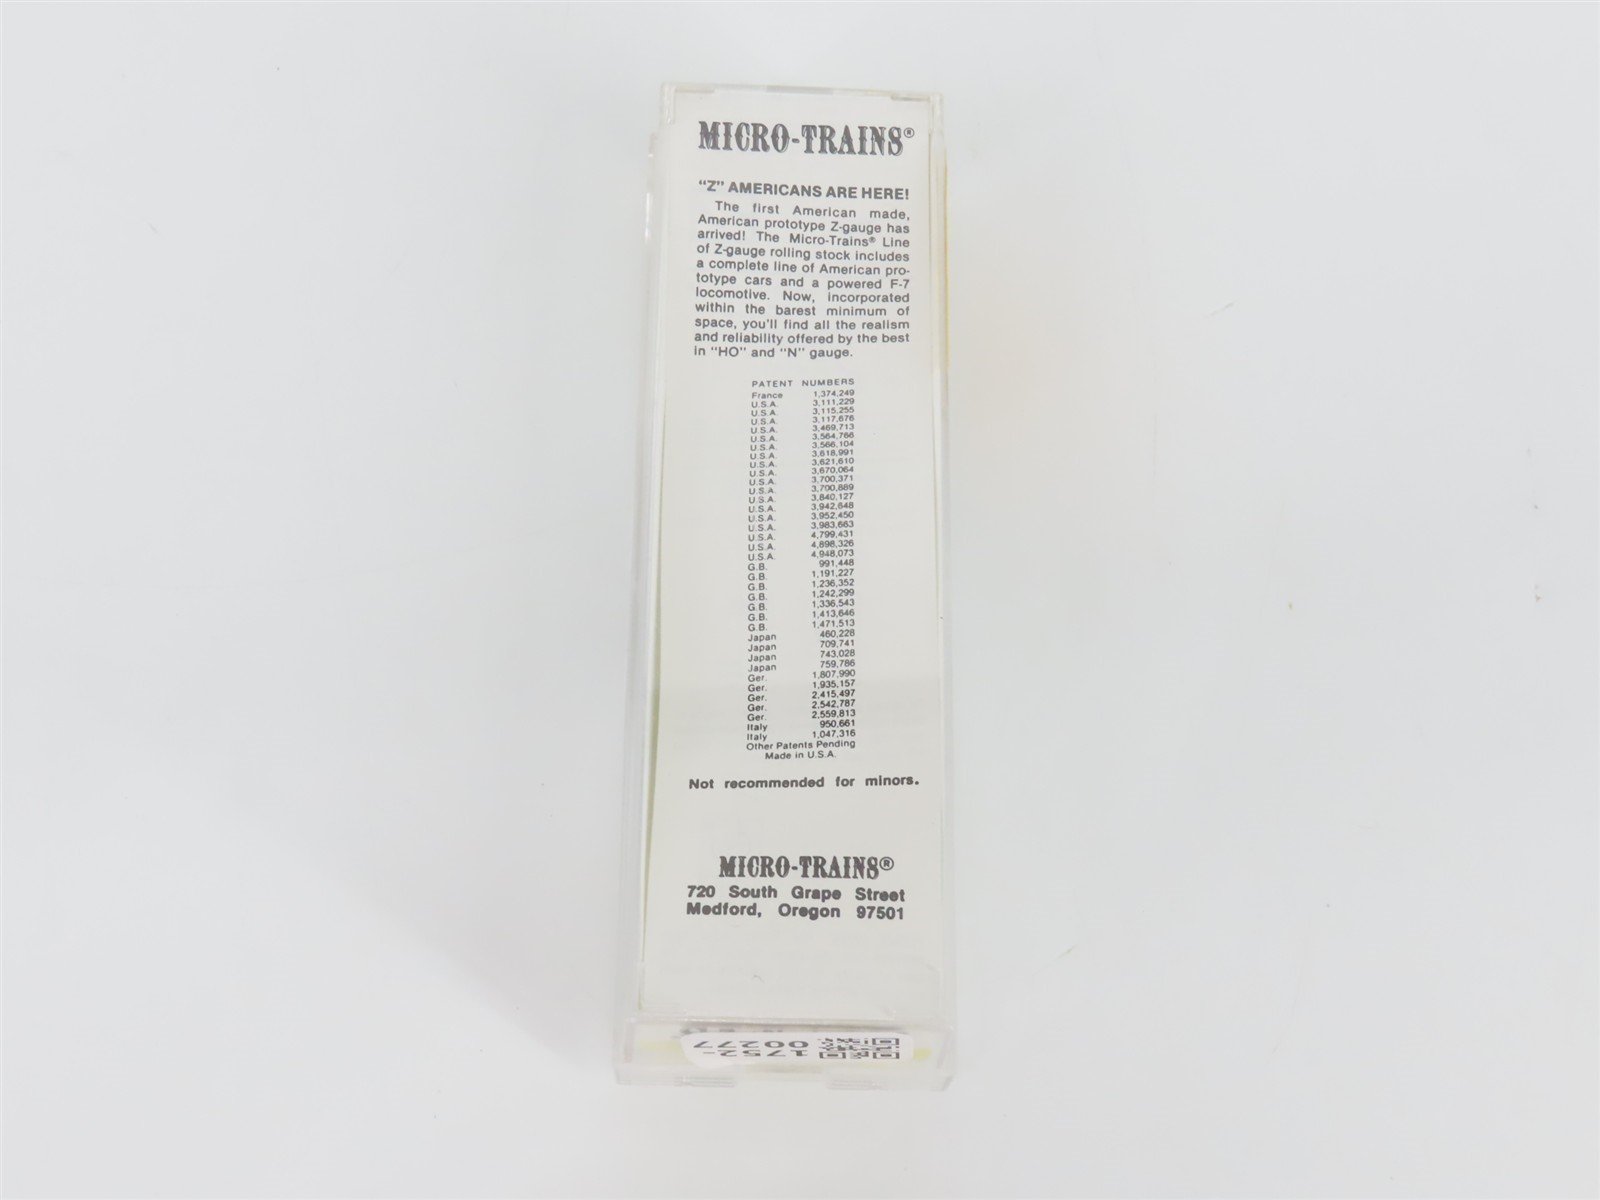 MICRO-TRAINS®
"Z" AMERICANS ARE HERE!
The first American made,
American prototype Z-gauge has
arrived! The Micro-Trains® Line
of Z-gauge rolling stock includes
a complete line of American pro-
totype cars and a powered F-7
locomotive. Now, incorporated
within the barest minimum of
space, you'll find all the realism
and reliability offered by the best
in "HO" and "N" gauge.
PATENT NUMBERS
France 1,374,249
U.S.A. 3,111,229
U.S.A. 3,115,255
U.S.A. 3,117,676
U.S.A. 3,469,713
U.S.A. 3,564,766
U.S.A. 3,566,104
U.S.A. 3,618,991
U.S.A. 3,621,610
U.S.A. 3,670,064
U.S.A. 3,700,371
U.S.A. 3,700,889
U.S.A. 3,840,127
U.S.A. 3,942,648
U.S.A. 3,952,450
U.S.A. 3,983,663
U.S.A. 4,799,431
U.S.A. 4,898,326
U.S.A. 4,948,073
G.B. 991,448
G.B. 1,191,227
G.B. 1,236,352
G.B. 1,242,299
G.B. 1,336,543
G.B. 1,413,646
G.B. 1,471,513
Japan 460,228
Japan 709,741
Japan 743,028
Japan 759,786
Ger. 1,807,990
Ger. 1,935,157
Ger. 2,415,497
Ger. 2,542,787
Ger. 2,559,813
Italy 950,661
Italy 1,047,316
Other Patents Pending
Made in U.S.A.
Not recommended for minors.
MICRO-TRAINS®
720 South Grape Street
Medford, Oregon 97501
1752-
00277